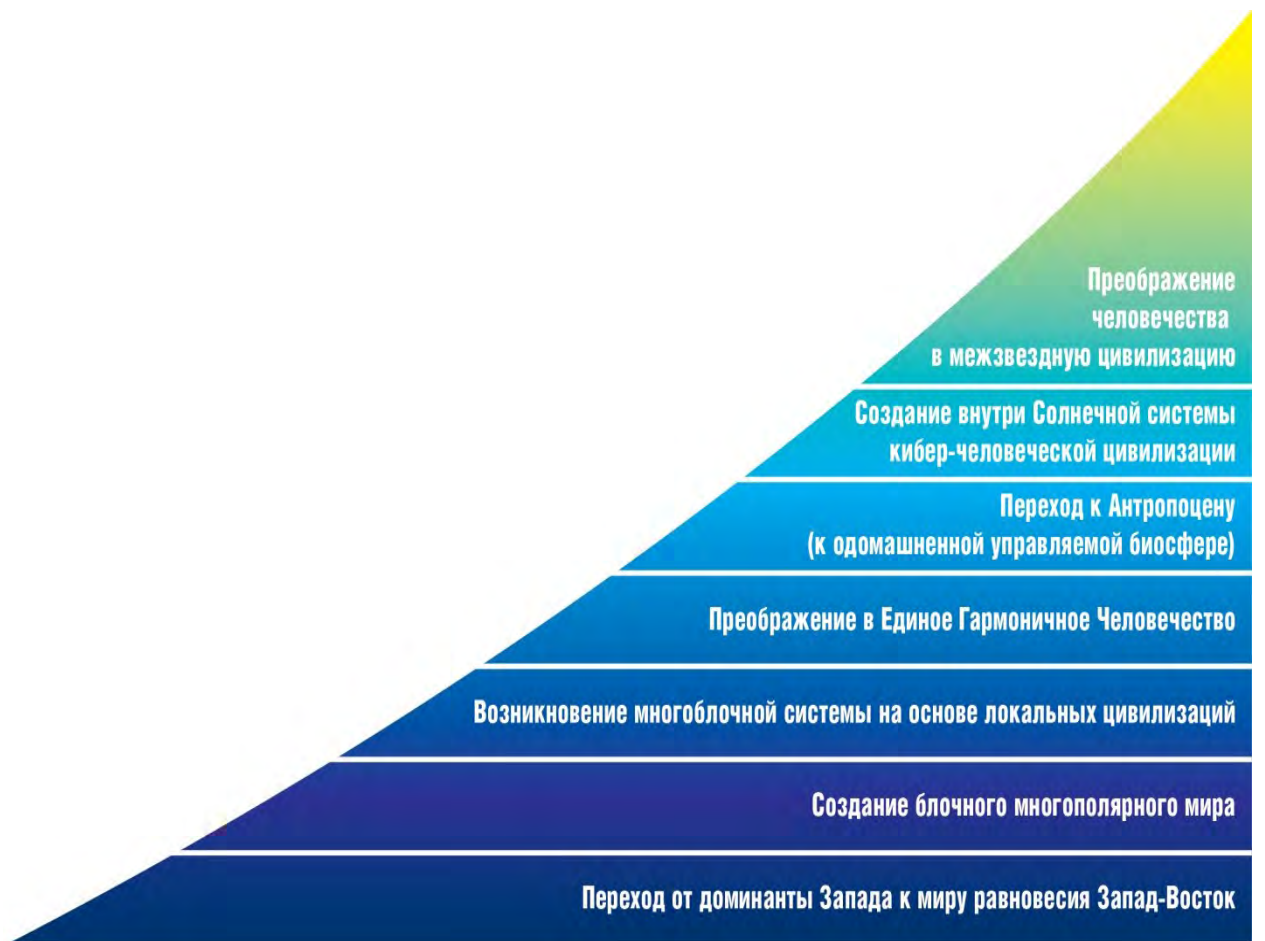 Преображение
человечества
в межзвездную цивилизацию
Создание внутри Солнечной системы
кибер-человеческой цивилизации
Переход к Антропоцену
(к одомашненной управляемой биосфере)
Преображение в Единое Гармоничное Человечество
Возникновение многоблочной системы на основе локальных цивилизаций
Создание блочного многополярного мира
Переход от доминанты Запада к миру равновесия Запад-Восток